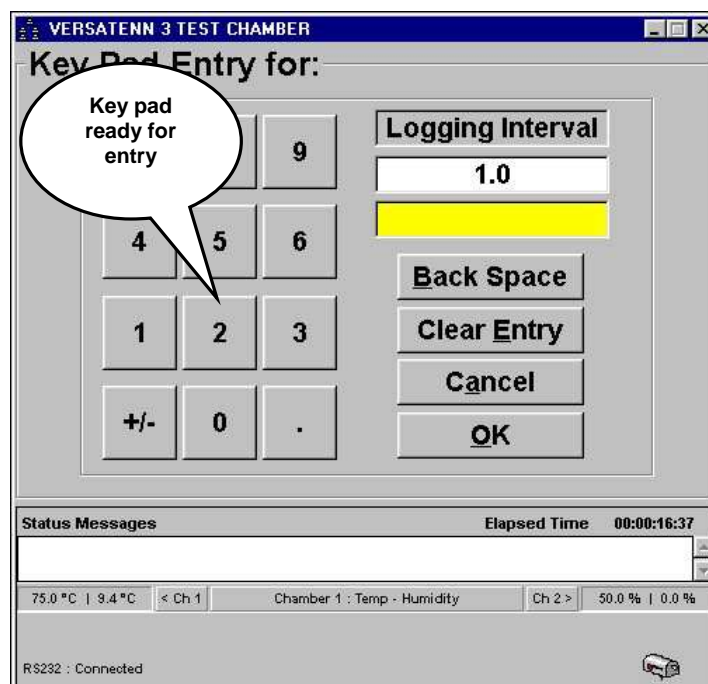 VERSATENN 3 TEST CHAMBER
Key Pad Entry for:
Key pad
ready for
entry
9
Logging Interval
1.0
4 5 6
Back Space
1 2 3
Clear Entry
Cancel
+/- 0 .
OK
Status Messages Elapsed Time 00:00:16:37
75.0 °C | 9.4 °C < Ch 1 Chamber 1 : Temp - Humidity Ch 2 > 50.0 % | 0.0 %
RS232 : Connected